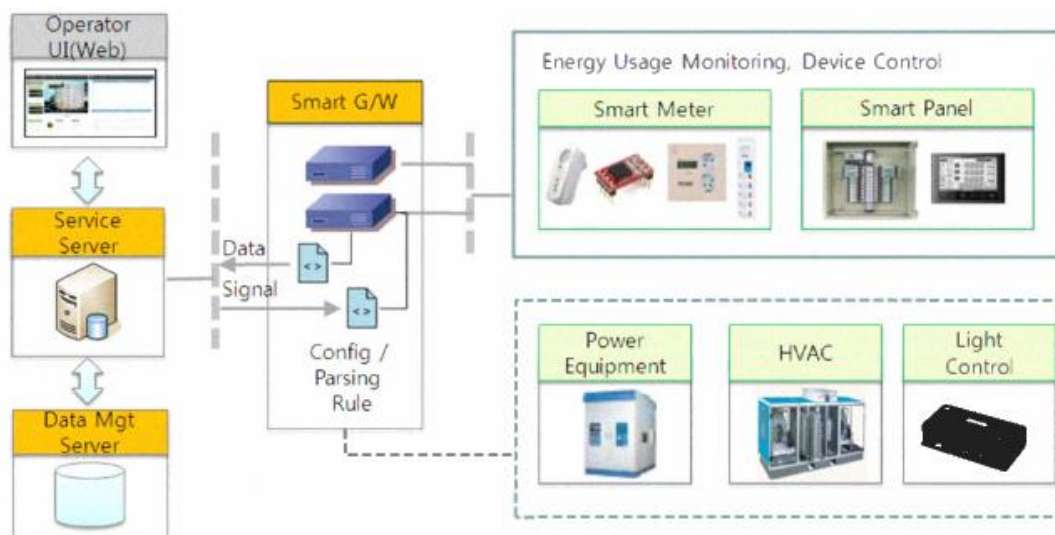 Operator
UI(Web)
Service
Server
Data Mgt
Server
Smart G/W
Data
< >
Signal
< >
Config /
Parsing
Rule
Energy Usage Monitoring, Device Control
Smart Meter
Smart Panel
Power
Equipment
HVAC
Light
Control